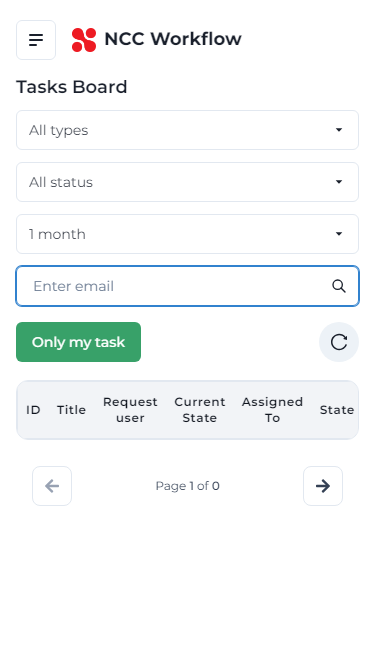 NCC Workflow
Tasks Board
All types
All status
1 month
Enter email
Only my task
ID Title Request user Current State Assigned To State
Page 1 of 0